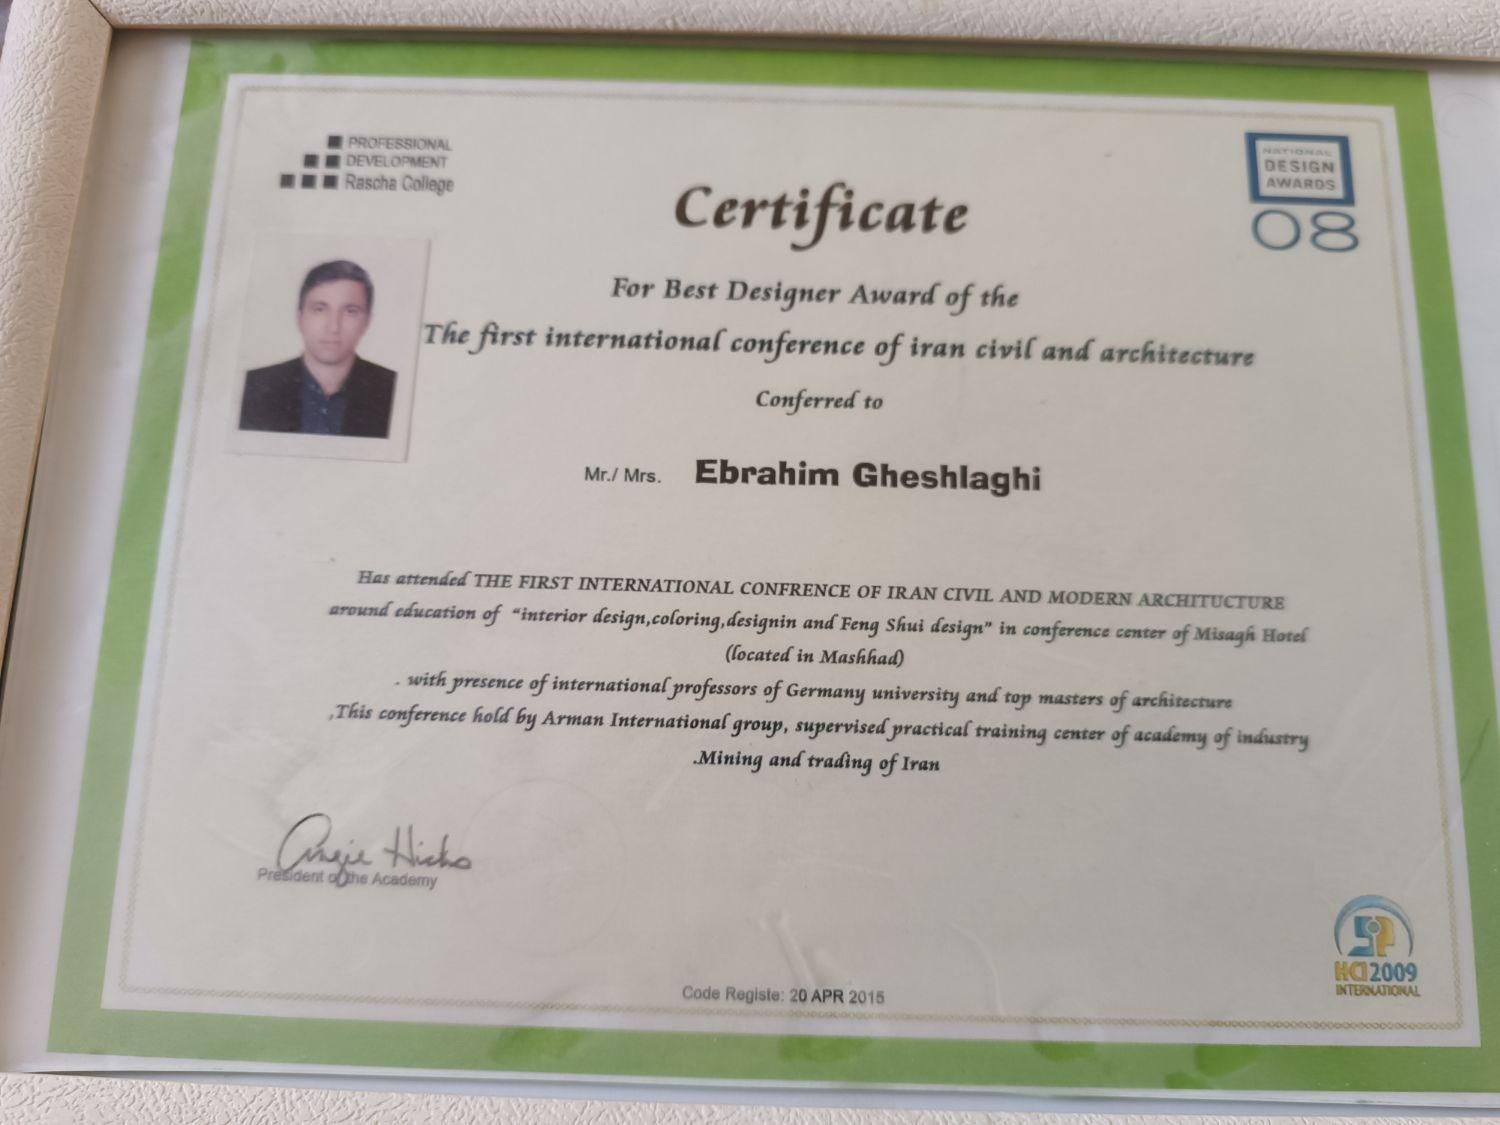 PROFESSIONAL
DEVELOPMENT
Rascha College
NATIONAL
DESIGN
AWARDS
08
Certificate
For Best Designer Award of the
The first international conference of iran civil and architecture
Conferred to
Mr./ Mrs. Ebrahim Gheshlaghi
Has attended THE FIRST INTERNATIONAL CONFRENCE OF IRAN CIVIL AND MODERN ARCHITUCTURE
around education of "interior design,coloring,designin and Feng Shui design" in conference center of Misagh Hotel
(located in Mashhad)
. with presence of international professors of Germany university and top masters of architecture
,This conference hold by Arman International group, supervised practical training center of academy of industry
.Mining and trading of Iran
Angie Hicks
President of the Academy
Code Registe: 20 APR 2015
HCI 2009
INTERNATIONAL